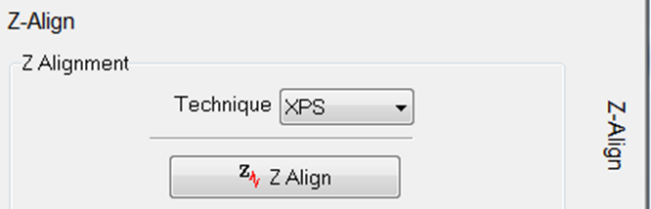 Z-Align
Z Alignment
Technique XPS
Z Z Align
Z-Align